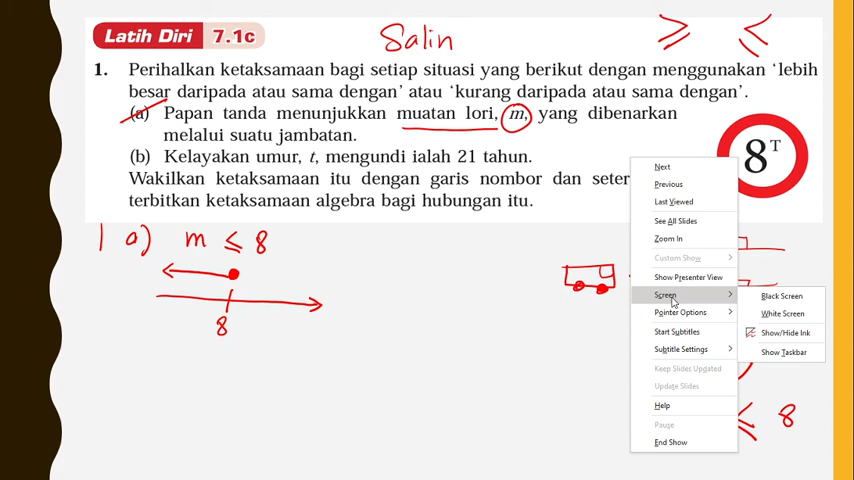 Latih Diri 7.1c
Salin
≥ ≤
1. Perihalkan ketaksamaan bagi setiap situasi yang berikut dengan menggunakan 'lebih
besar daripada atau sama dengan' atau 'kurang daripada atau sama dengan'.
(a) Papan tanda menunjukkan muatan lori, m, yang dibenarkan
melalui suatu jambatan.
8T
(b) Kelayakan umur, t, mengundi ialah 21 tahun.
Wakilkan ketaksamaan itu dengan garis nombor dan seter
terbitkan ketaksamaan algebra bagi hubungan itu.
1 a) m ≤ 8
8
Next
Previous
Last Viewed
See All Slides
Zoom In
Custom Show
Show Presenter View
Screen
Pointer Options
Start Subtitles
Subtitle Settings
Keep Slides Updated
Update Slides
Help
Pause
End Show
Black Screen
White Screen
Show/Hide Ink
Show Taskbar
≤ 8